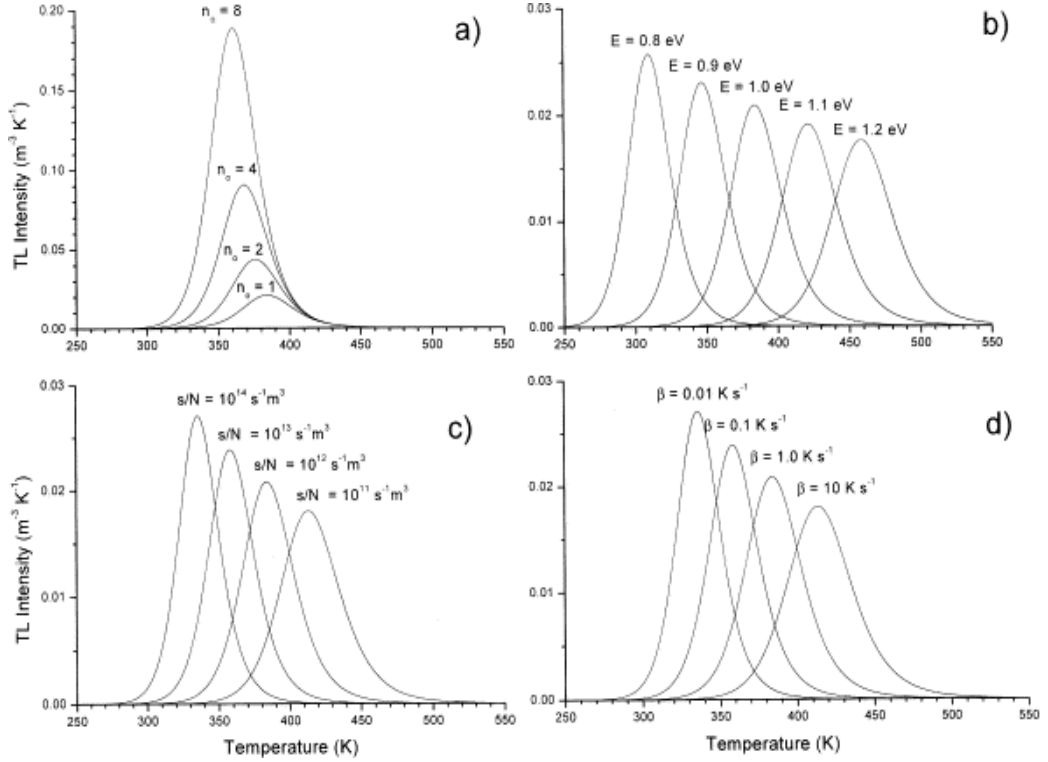 a)
TL Intensity (m⁻³ K⁻¹)
0.20
0.15
0.10
0.05
0.00
nₒ = 8
nₒ = 4
nₒ = 2
nₒ = 1
250 300 350 400 450 500 550
b)
0.03
0.02
0.01
0.00
E = 0.8 eV
E = 0.9 eV
E = 1.0 eV
E = 1.1 eV
E = 1.2 eV
250 300 350 400 450 500 550
c)
TL Intensity (m⁻³ K⁻¹)
0.03
0.02
0.01
0.00
s/N = 10¹⁴ s⁻¹m³
s/N = 10¹³ s⁻¹m³
s/N = 10¹² s⁻¹m³
s/N = 10¹¹ s⁻¹m³
250 300 350 400 450 500 550
Temperature (K)
d)
0.03
0.02
0.01
0.00
β = 0.01 K s⁻¹
β = 0.1 K s⁻¹
β = 1.0 K s⁻¹
β = 10 K s⁻¹
250 300 350 400 450 500 550
Temperature (K)